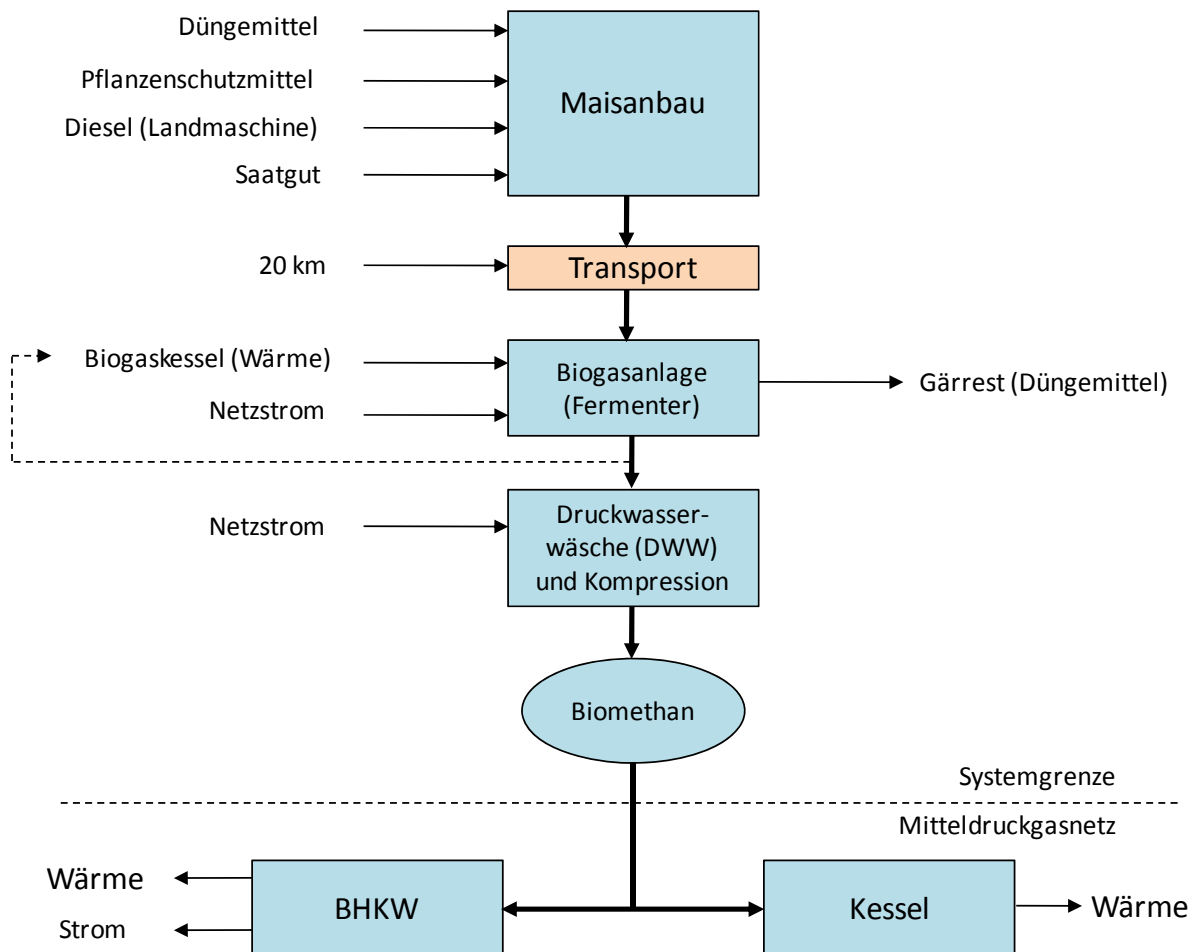 Düngemittel
Pflanzenschutzmittel
Diesel (Landmaschine)
Saatgut
Maisanbau
20 km
Transport
Biogaskessel (Wärme)
Netzstrom
Biogasanlage
(Fermenter)
Gärrest (Düngemittel)
Netzstrom
Druckwasser-
wäsche (DWW)
und Kompression
Biomethan
Systemgrenze
Mitteldruckgasnetz
Wärme
Strom
BHKW
Kessel
Wärme